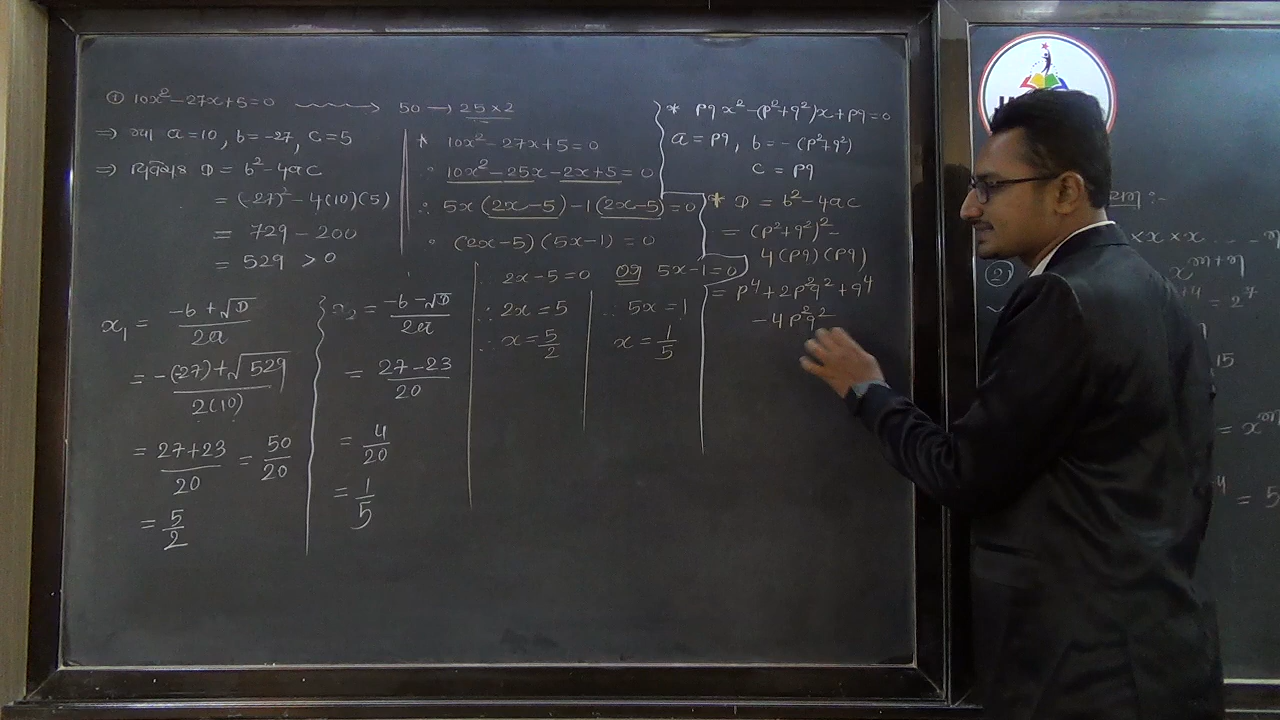 ① 10x² - 27x + 5 = 0 ⟶ 50 → 25 × 2
⇒ અહીં a = 10, b = -27, c = 5
⇒ વિવેચક D = b² - 4ac
= (-27)² - 4(10)(5)
= 729 - 200
= 529 > 0
x₁ = (-b + √D)/2a
= (-(-27) + √529)/2(10)
= (27 + 23)/20 = 50/20
= 5/2
x₂ = (-b - √D)/2a
= (27 - 23)/20
= 4/20
= 1/5
* 10x² - 27x + 5 = 0
∴ 10x² - 25x - 2x + 5 = 0
∴ 5x(2x - 5) - 1(2x - 5) = 0
∴ (2x - 5)(5x - 1) = 0
∴ 2x - 5 = 0 
∴ 2x = 5
∴ x = 5/2
5x - 1 = 0
∴ 5x = 1
x = 1/5
* pq x² - (p² + q²)x + pq = 0
a = pq, b = -(p² + q²)
c = pq
* D = b² - 4ac
= (p² + q²)² -
4(pq)(pq)
= p⁴ + 2p²q² + q⁴
- 4p²q²
②
= 2⁷